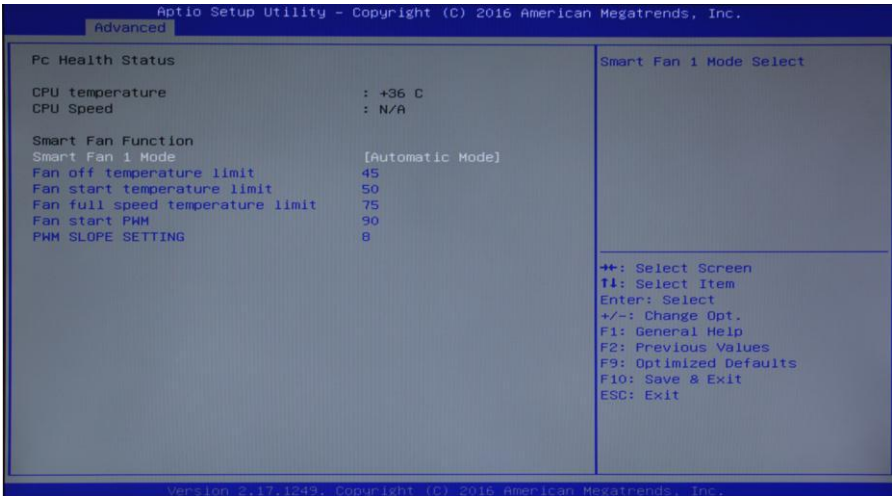 Aptio Setup Utility – Copyright (C) 2016 American Megatrends, Inc.
Advanced
Pc Health Status
CPU temperature : +36 C
CPU Speed : N/A
Smart Fan Function
Smart Fan 1 Mode [Automatic Mode]
Fan off temperature limit 45
Fan start temperature limit 50
Fan full speed temperature limit 75
Fan start PWM 90
PWM SLOPE SETTING 8
Smart Fan 1 Mode Select
→←: Select Screen
↑↓: Select Item
Enter: Select
+/-: Change Opt.
F1: General Help
F2: Previous Values
F9: Optimized Defaults
F10: Save & Exit
ESC: Exit
Version 2.17.1249. Copyright (C) 2016 American Megatrends, Inc.